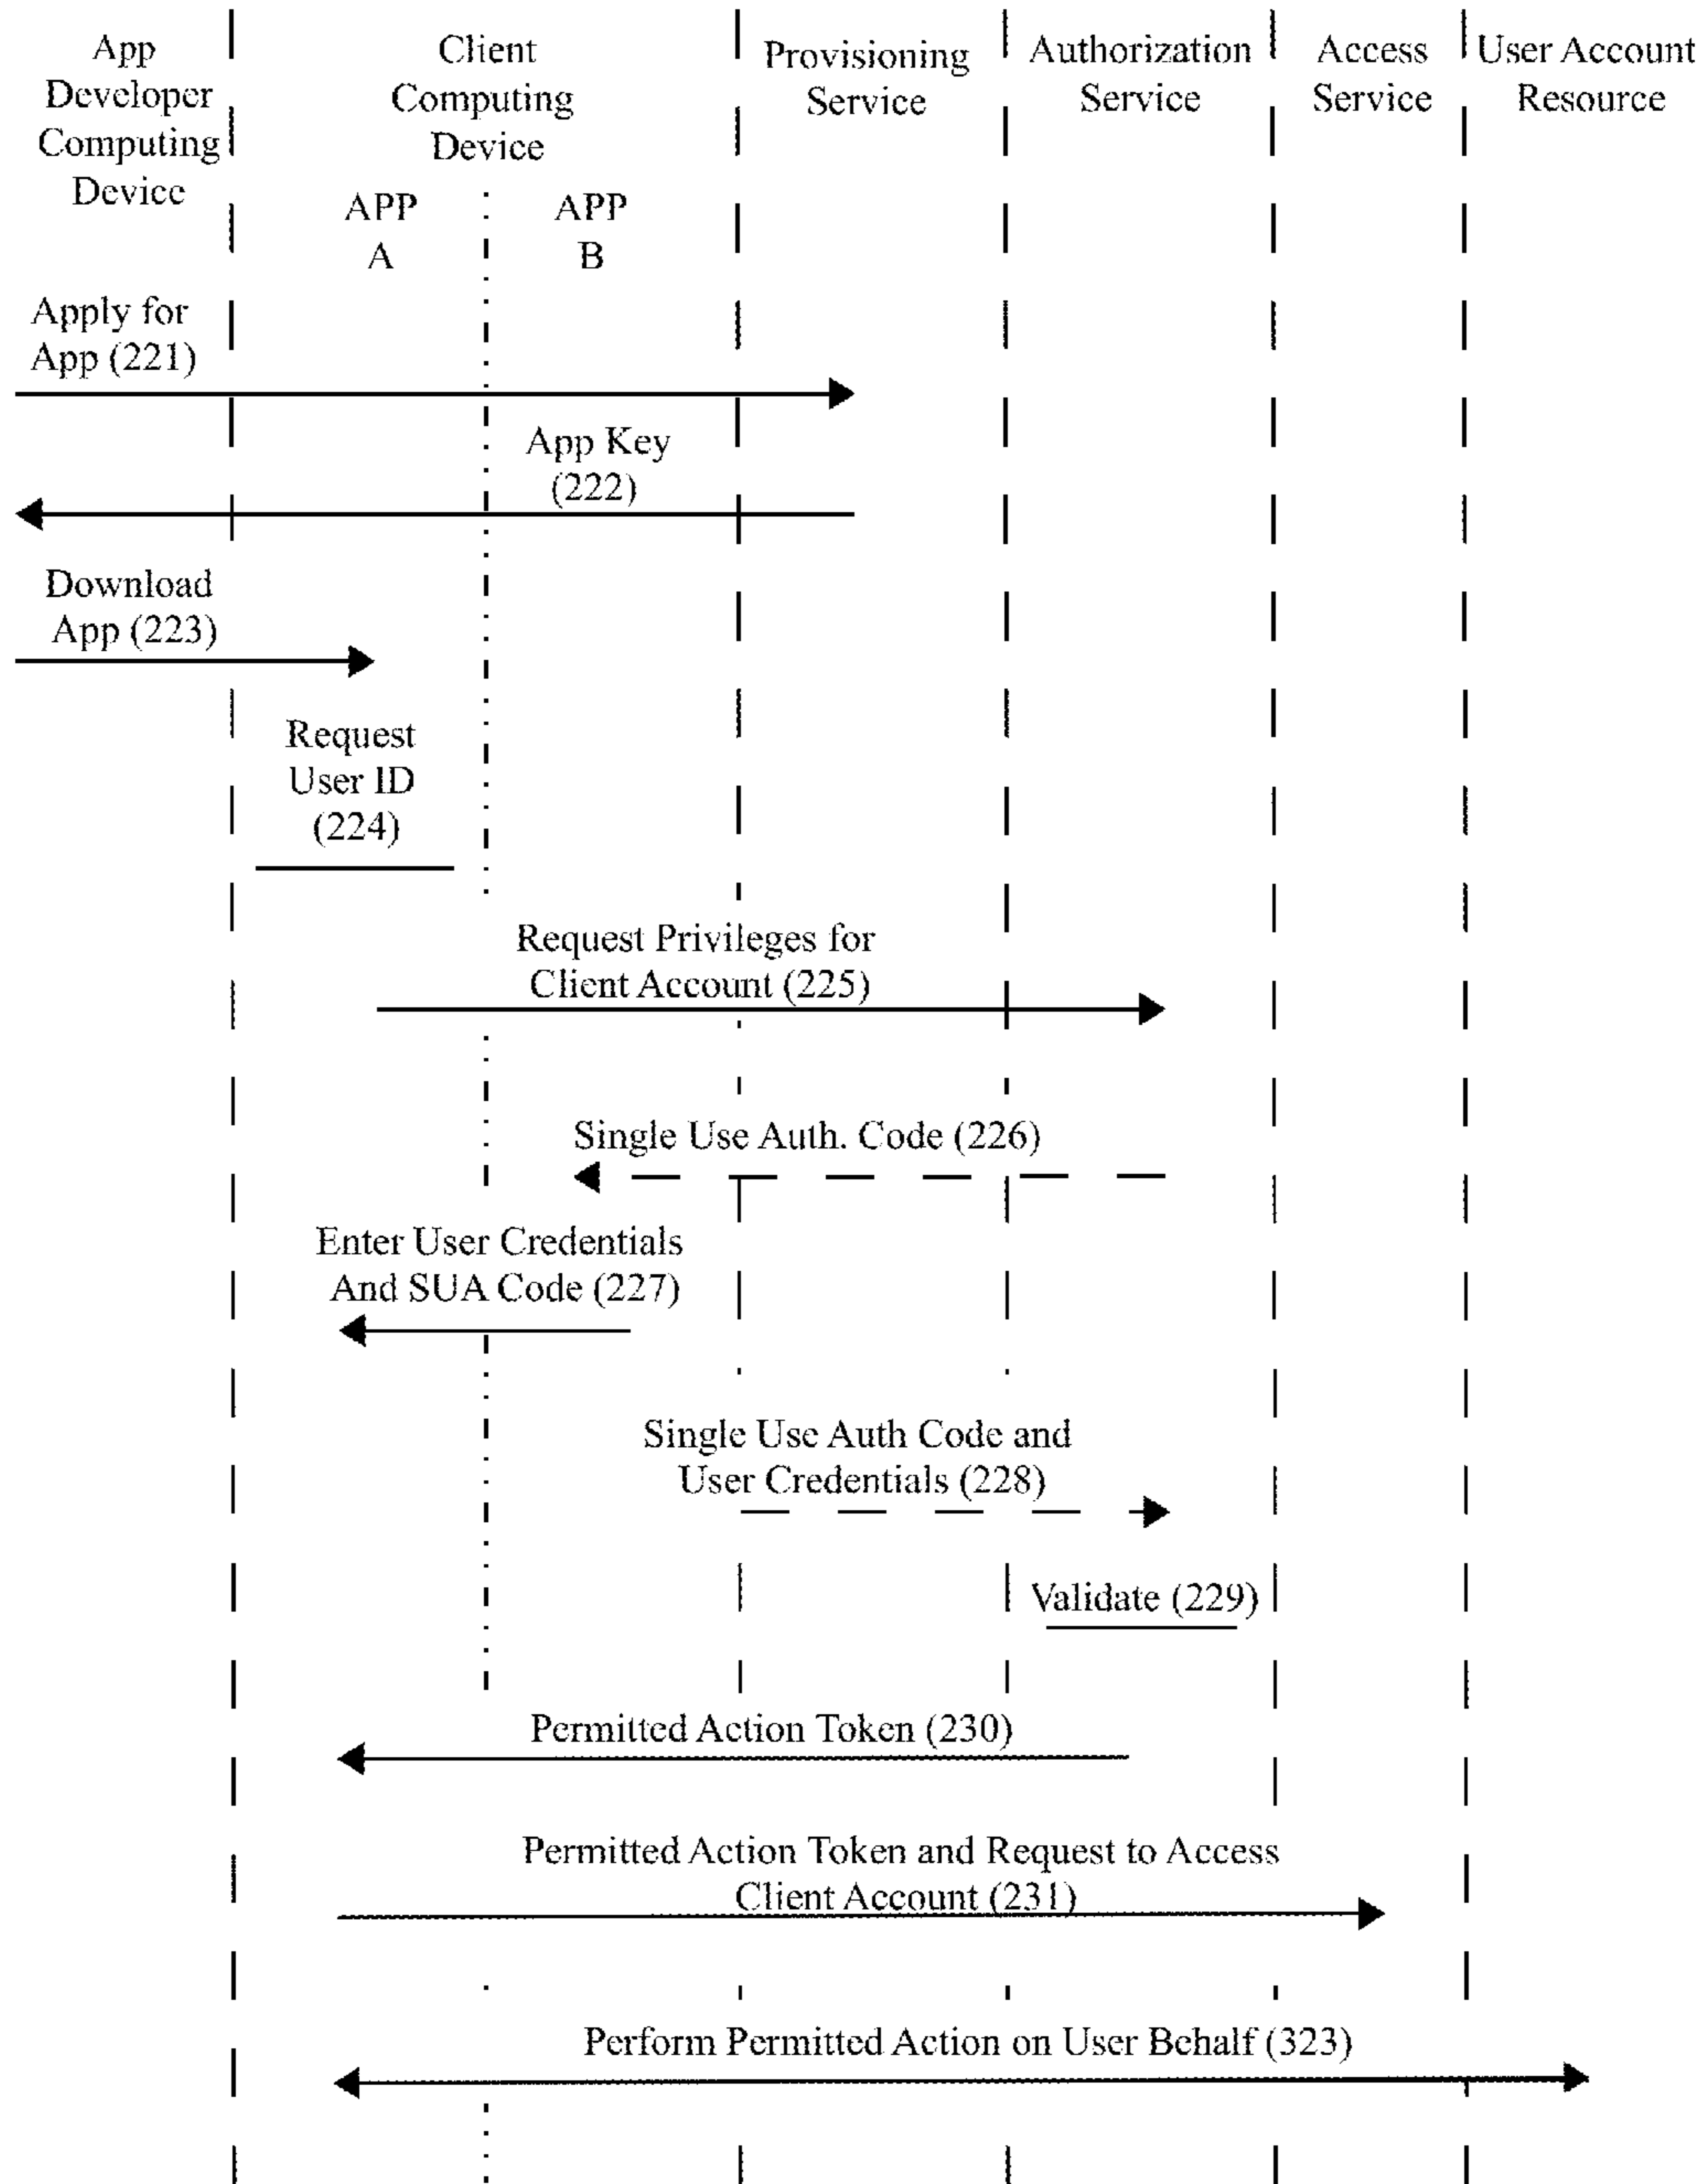 App
Developer
Computing
Device
Client
Computing
Device
APP
A
APP
B
Provisioning
Service
Authorization
Service
Access
Service
User Account
Resource
Apply for
App (221)
App Key
(222)
Download
App (223)
Request
User ID
(224)
Request Privileges for
Client Account (225)
Single Use Auth. Code (226)
Enter User Credentials
And SUA Code (227)
Single Use Auth Code and
User Credentials (228)
Validate (229)
Permitted Action Token (230)
Permitted Action Token and Request to Access
Client Account (231)
Perform Permitted Action on User Behalf (323)